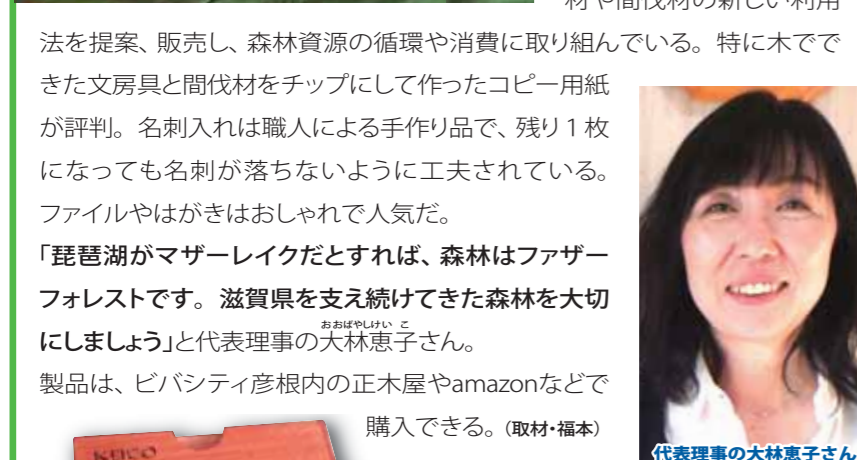 材や間伐材の新しい利用
法を提案、販売し、森林資源の循環や消費に取り組んでいる。特に木でで
きた文房具と間伐材をチップにして作ったコピー用紙
が評判。名刺入れは職人による手作り品で、残り1枚
になっても名刺が落ちないように工夫されている。
ファイルやはがきはおしゃれで人気だ。
「琵琶湖がマザーレイクだとすれば、森林はファザー
フォレストです。滋賀県を支え続けてきた森林を大切
にしましょう」と代表理事の大林恵子さん。
おおばやしけいこ
製品は、ビバシティ彦根内の正木屋やamazonなどで
購入できる。(取材・福本)
KEICO
代表理事の大林恵子さん